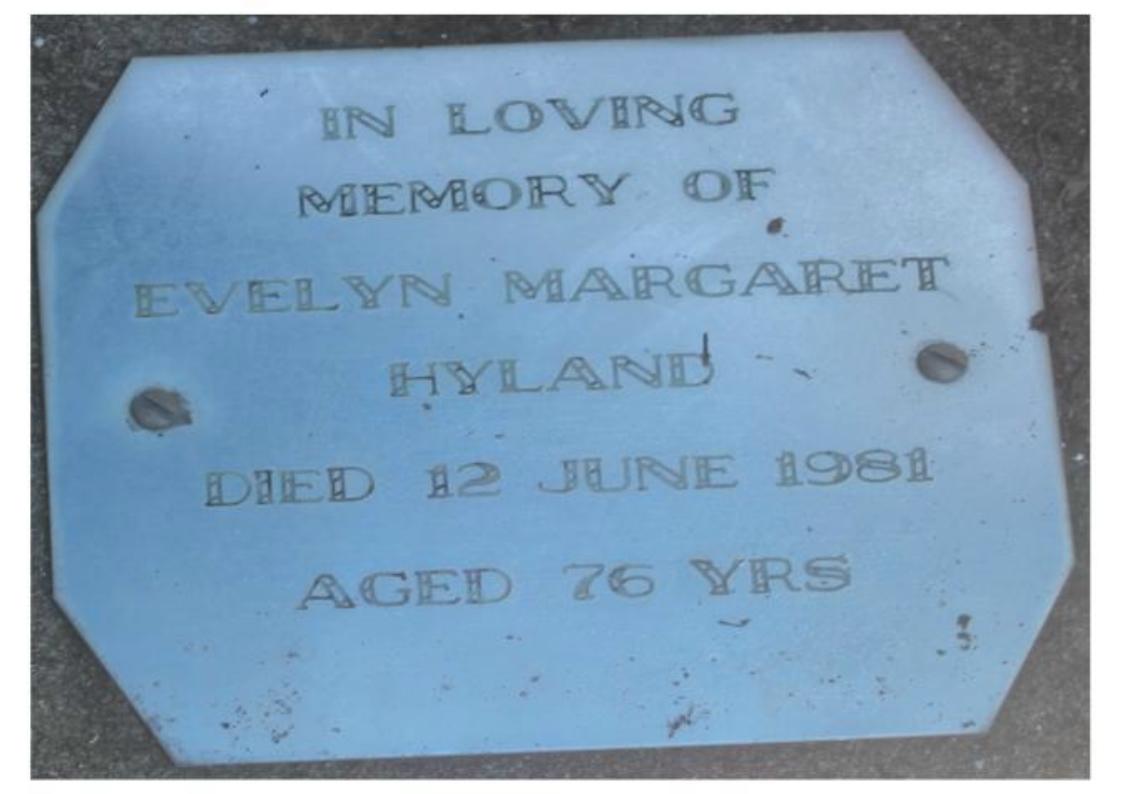 IN LOVING
MEMORY OF
EVELYN MARGARET
HYLAND
DIED 12 JUNE 1981
AGED 76 YRS